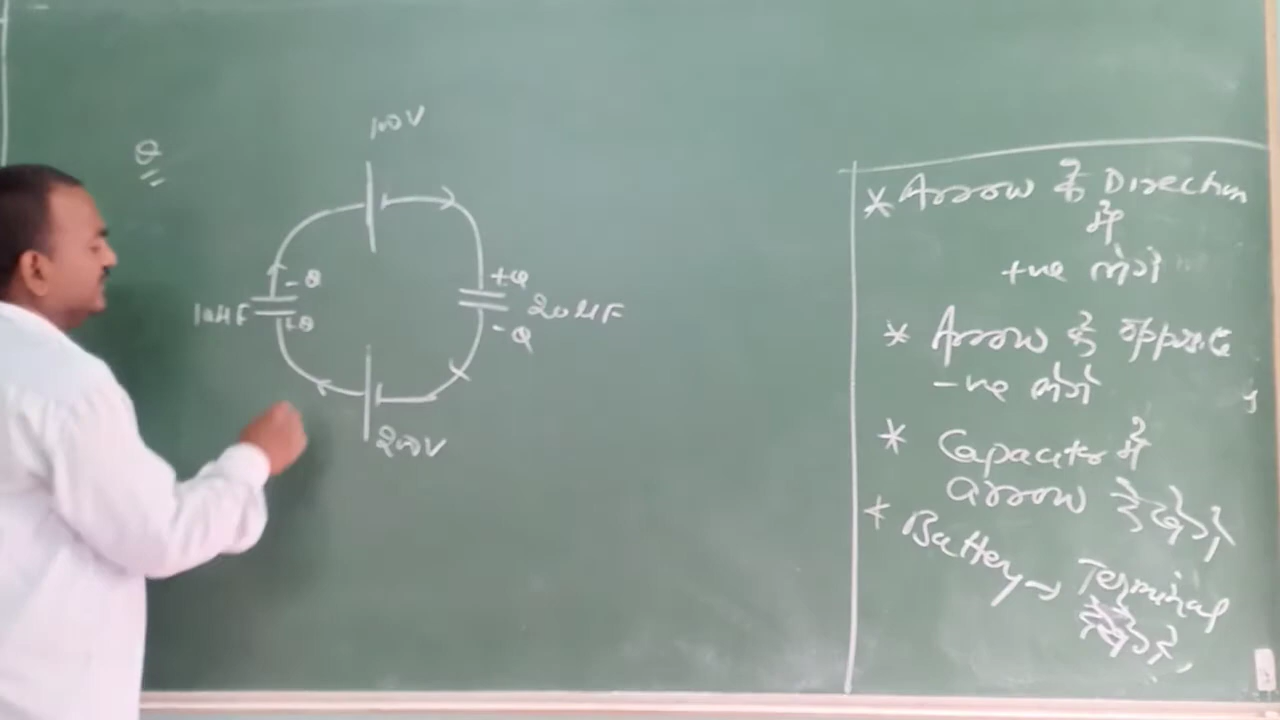 Q
100V
-Q
+Q
10µF
+Q
20µF
-Q
200V
* Arrow की Direction
में
+ve लेंगे
* Arrow के opposite
-ve लेंगे
* Capacitor में
arrow देखेंगे
* Battery → Terminal
देखेंगे